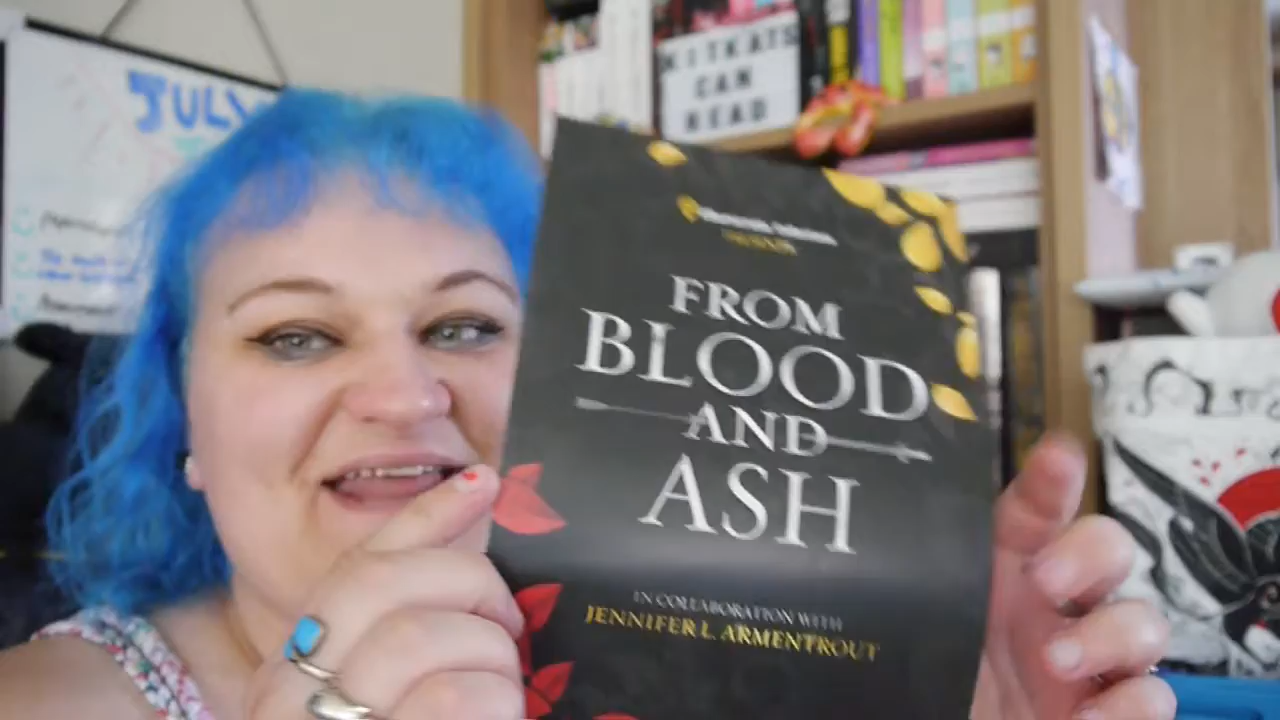 JULY
KITKATS
CAN
READ
FROM
BLOOD
AND
ASH
IN COLLABORATION WITH
JENNIFER L. ARMENTROUT